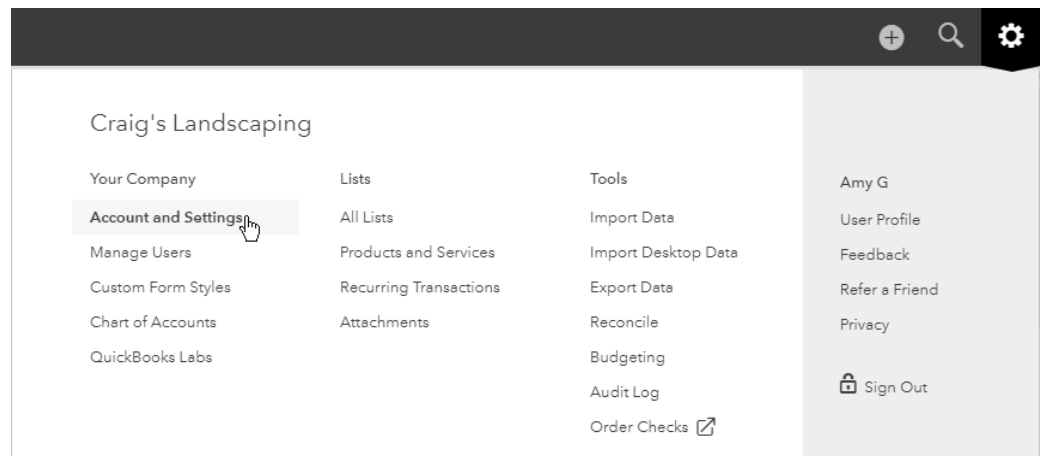 Craig's Landscaping
Your Company
Account and Settings
Manage Users
Custom Form Styles
Chart of Accounts
QuickBooks Labs
Lists
All Lists
Products and Services
Recurring Transactions
Attachments
Tools
Import Data
Import Desktop Data
Export Data
Reconcile
Budgeting
Audit Log
Order Checks
Amy G
User Profile
Feedback
Refer a Friend
Privacy
Sign Out